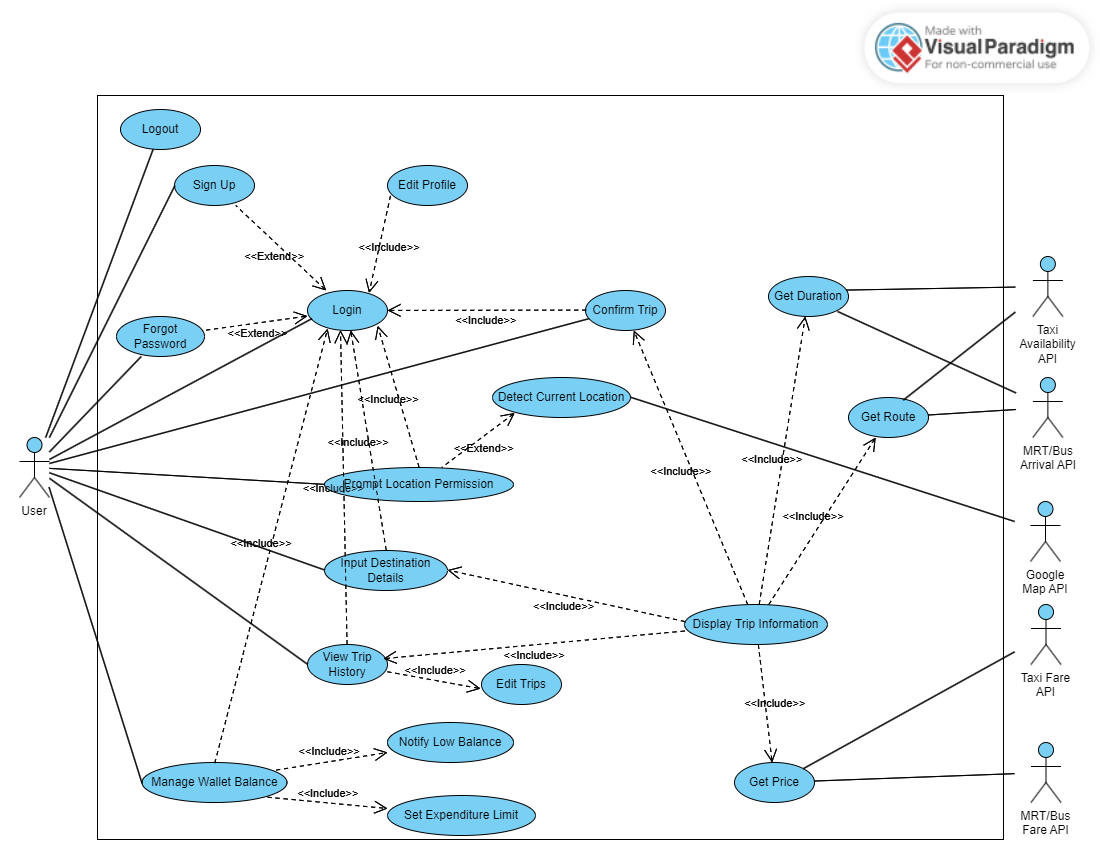 Made with
Visual Paradigm
For non-commercial use
Logout
Sign Up
Edit Profile
<<Include>>
<<Extend>>
Login
Confirm Trip
<<Include>>
Get Duration
Taxi
Availability
API
Forgot
Password
<<Extend>>
Detect Current Location
<<Include>>
Get Route
MRT/Bus
Arrival API
<<Include>>
<<Extend>>
<<Include>>
<<Include>>
Prompt Location Permission
<<Include>>
User
<<Include>>
<<Include>>
Input Destination
Details
Google
Map API
<<Include>>
Display Trip Information
View Trip
History
<<Include>>
<<Include>>
Edit Trips
Taxi Fare
API
<<Include>>
Notify Low Balance
<<Include>>
Manage Wallet Balance
<<Include>>
Set Expenditure Limit
Get Price
MRT/Bus
Fare API